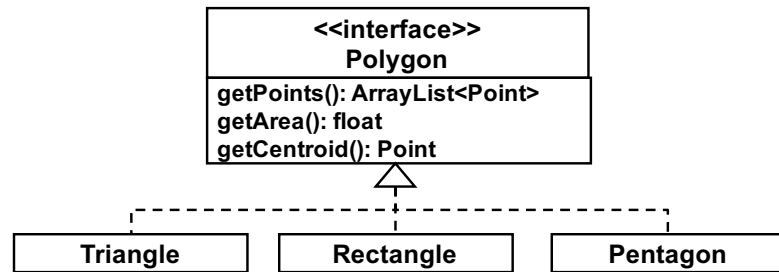 <<interface>>
Polygon
getPoints(): ArrayList<Point>
getArea(): float
getCentroid(): Point
Triangle
Rectangle
Pentagon